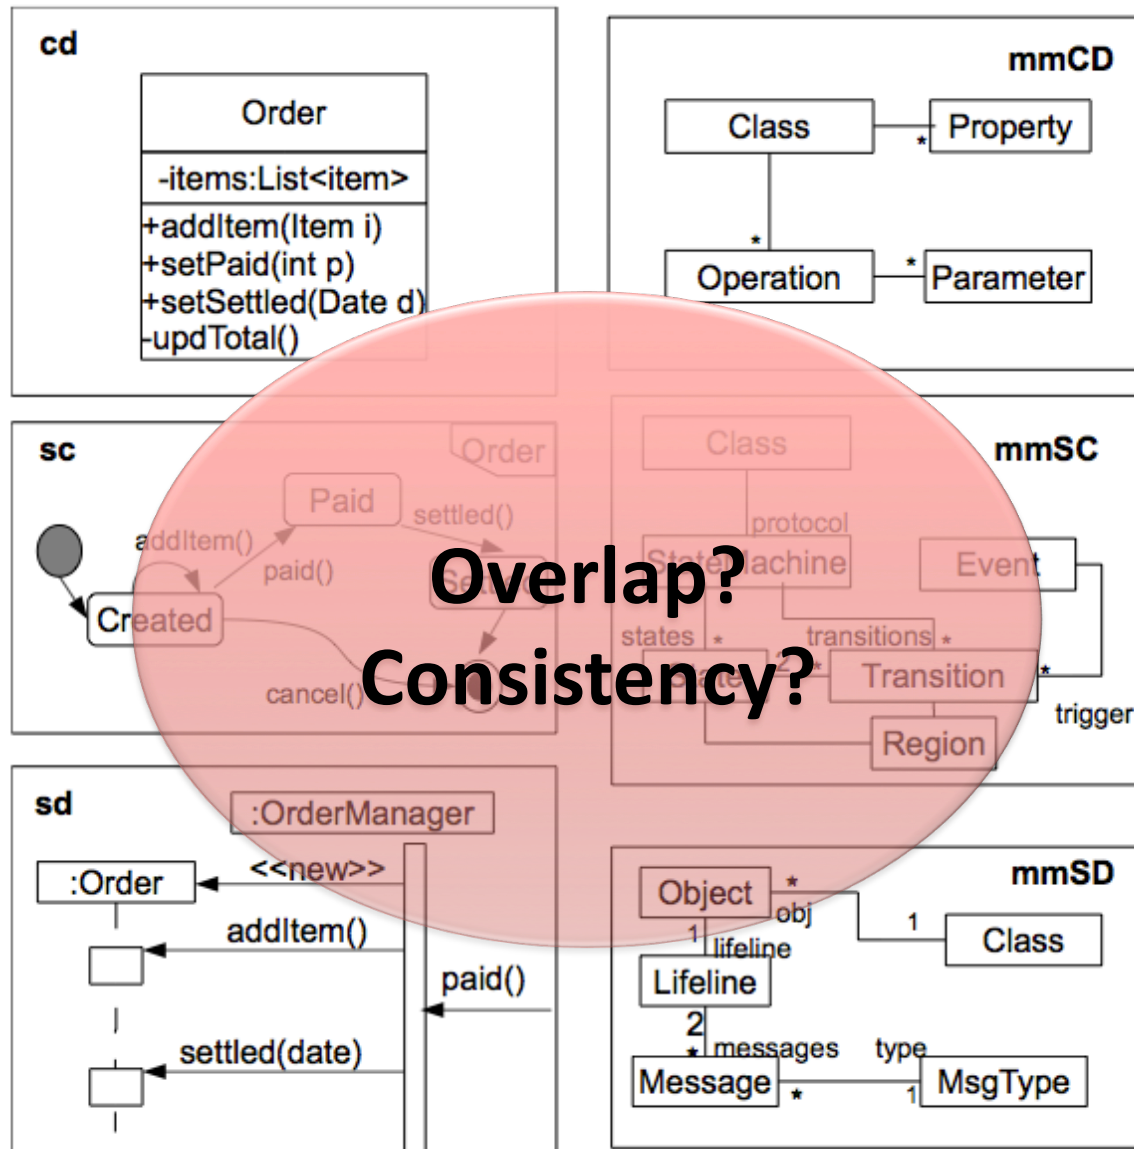 cd
Order
-items:List<item>
+addItem(Item i)
+setPaid(int p)
+setSettled(Date d)
-updTotal()
mmCD
Class
*
Property
*
Operation
*
Parameter
sc
Order
Paid
settled()
addItem()
paid()
Created
cancel()
mmSC
Class
protocol
StateMachine
Event
states
*
transitions
*
State
2
*
Transition
*
trigger
Region
Overlap?
Consistency?
sd
:OrderManager
:Order
<<new>>
addItem()
paid()
settled(date)
mmSD
Object
*
obj
1
Class
1
lifeline
Lifeline
2
*
messages
type
Message
*
1
MsgType